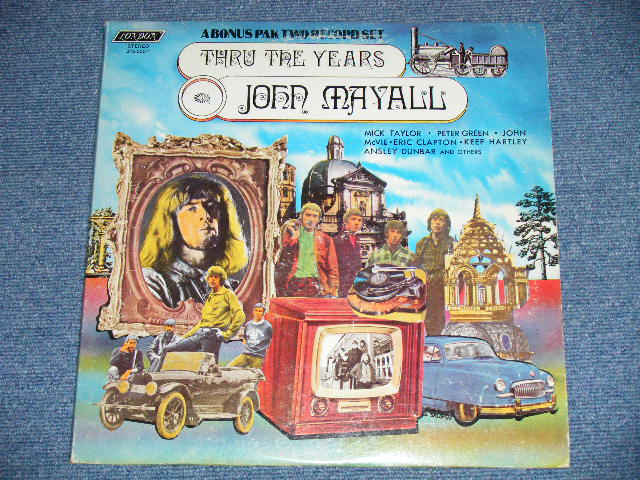 A BONUS PAK TWO RECORD SET
LONDON
STEREO
THRU THE YEARS
JOHN MAYALL
MICK TAYLOR • PETER GREEN • JOHN
McVIE • ERIC CLAPTON • KEEF HARTLEY
ANSLEY DUNBAR AND OTHERS